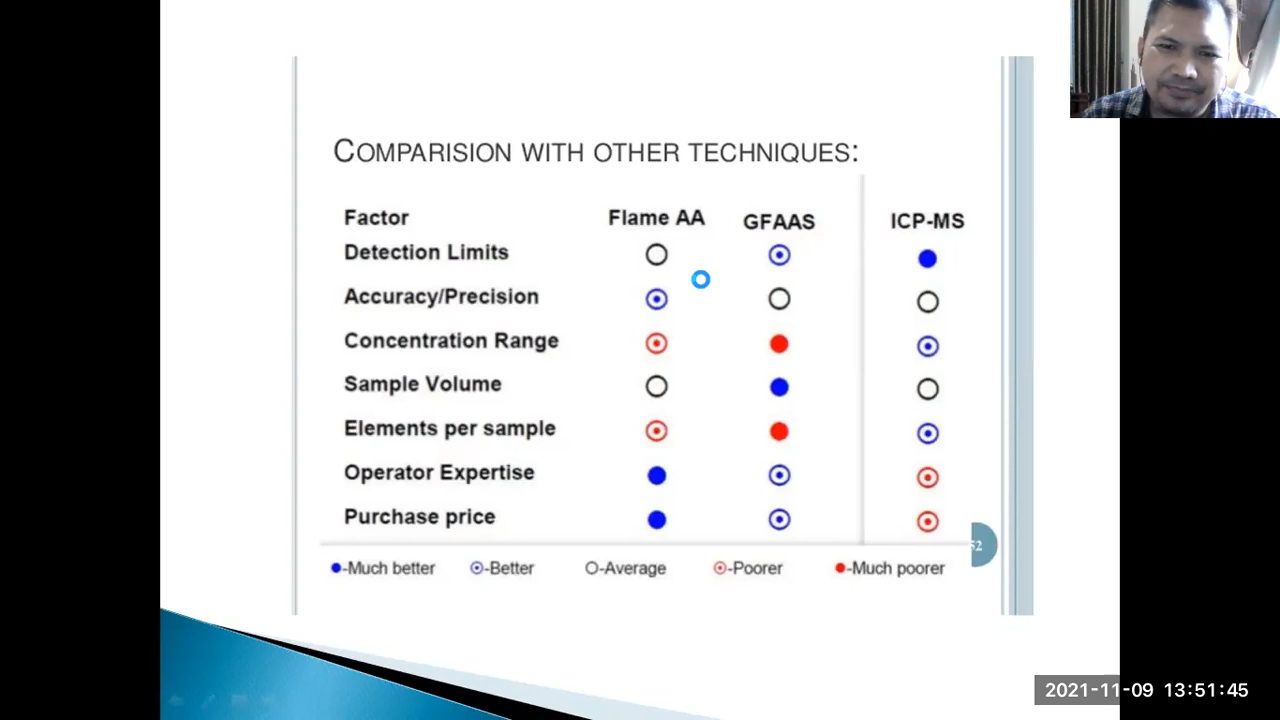 COMPARISION WITH OTHER TECHNIQUES:
Factor Flame AA GFAAS ICP-MS
Detection Limits
Accuracy/Precision
Concentration Range
Sample Volume
Elements per sample
Operator Expertise
Purchase price
52
-Much better -Better -Average -Poorer -Much poorer
2021-11-09 13:51:45